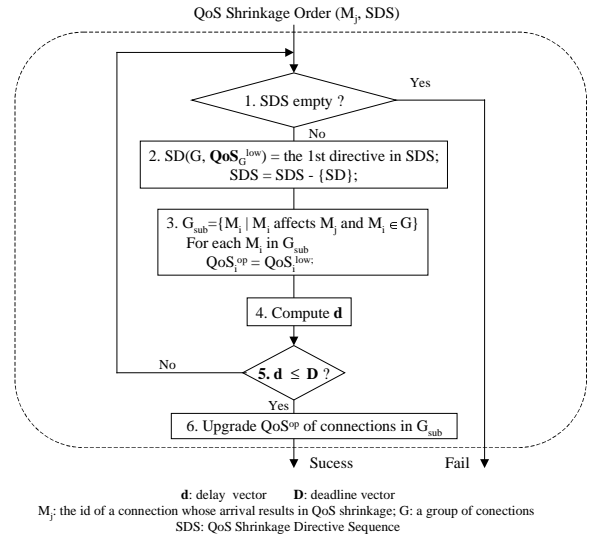 QoS Shrinkage Order (Mj, SDS)
Yes
1. SDS empty ?
No
2. SD(G, QoSGlow) = the 1st directive in SDS;
SDS = SDS - {SD};
3. Gsub={Mi | Mi affects Mj and Mi ∈ G}
For each Mi in Gsub
QoSiop = QoSilow;
4. Compute d
No
5. d ≤ D ?
Yes
6. Upgrade QoSop of connections in Gsub
Sucess
Fail
d: delay vector D: deadline vector
Mj: the id of a connection whose arrival results in QoS shrinkage; G: a group of conections
SDS: QoS Shrinkage Directive Sequence